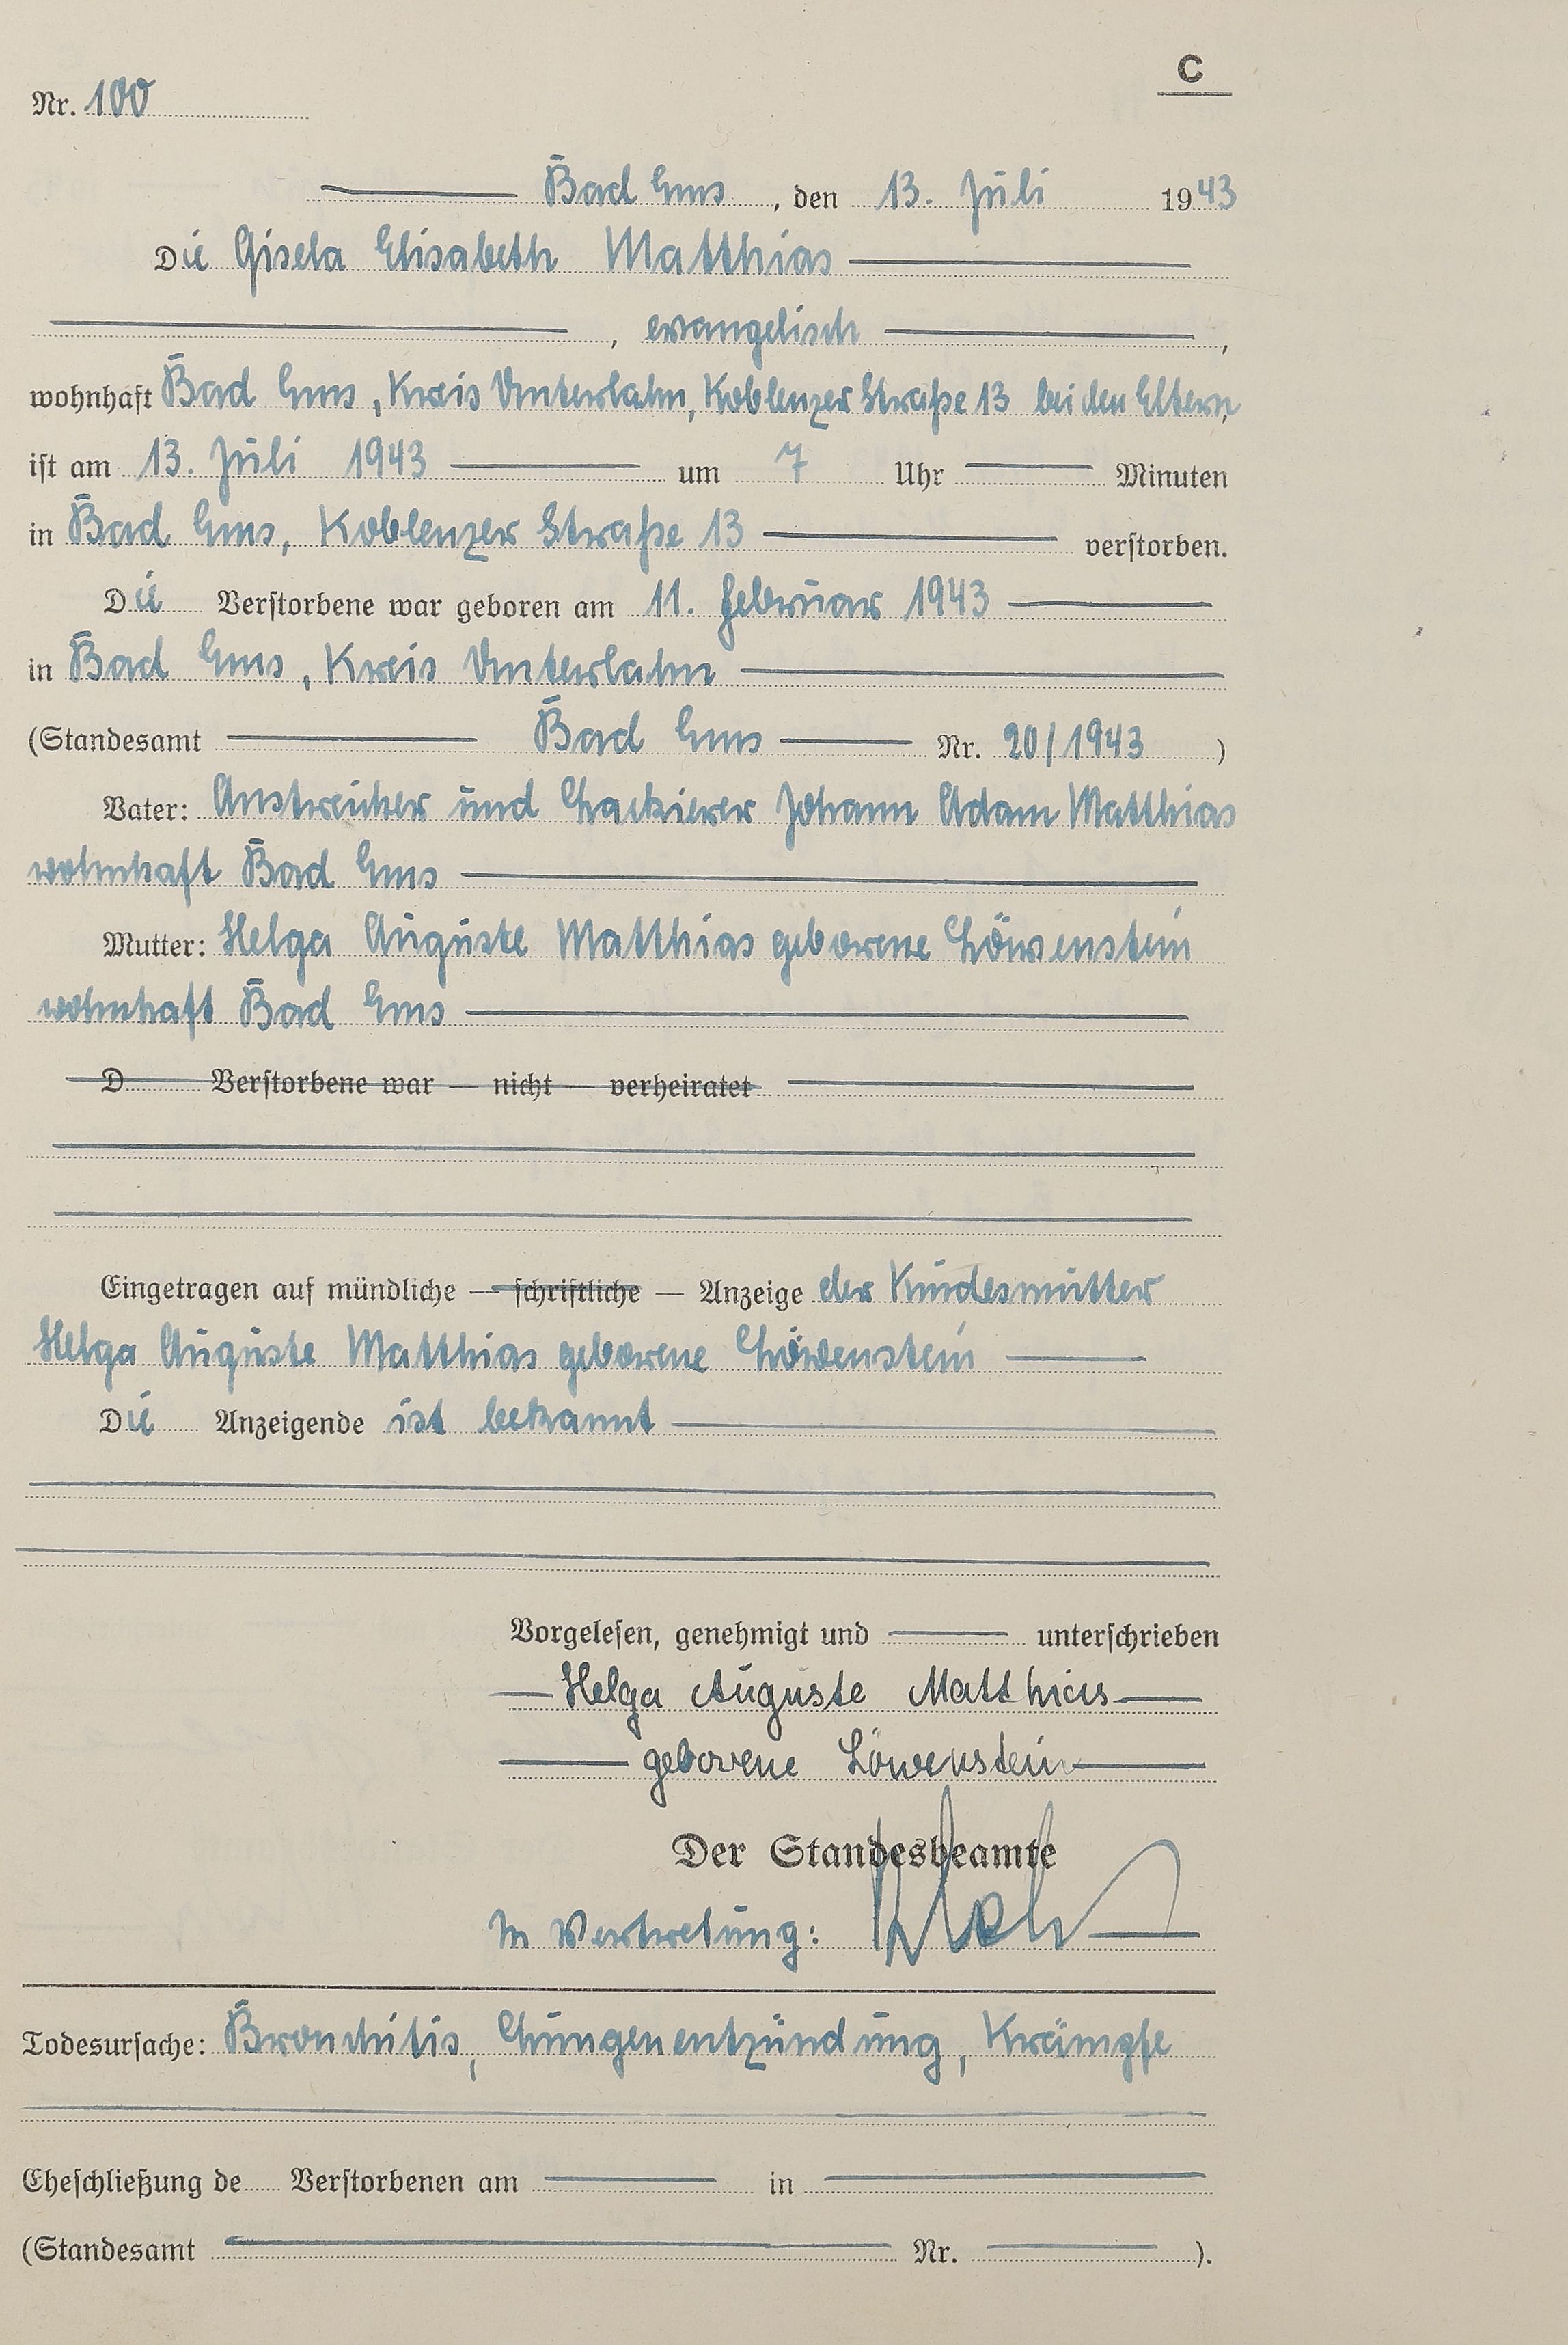 C
Nr. 100
Bad Ems, den 13. Juli 1943
Die Gisela Elisabeth Matthias
, evangelisch ,
wohnhaft Bad Ems, Kreis Unterlahn, Koblenzer Straße 13 bei den Eltern,
ist am 13. Juli 1943 um 7 Uhr Minuten
in Bad Ems, Koblenzer Straße 13 verstorben.
Die Verstorbene war geboren am 11. Februar 1943
in Bad Ems, Kreis Unterlahn
(Standesamt Bad Ems Nr. 20/1943 )
Vater: Anstreicher und Lackierer Johann Adam Matthias
wohnhaft Bad Ems
Mutter: Helga Auguste Matthias geborene Löwenstein
wohnhaft Bad Ems
D Verstorbene war — nicht — verheiratet
Eingetragen auf mündliche — schriftliche — Anzeige der Kindesmutter
Helga Auguste Matthias geborene Löwenstein
Die Anzeigende ist bekannt
Vorgelesen, genehmigt und unterschrieben
Helga Auguste Matthias
geborene Löwenstein
Der Standesbeamte
In Vertretung:
Todesursache: Bronchitis, Lungenentzündung, Krämpfe
Eheschließung de Verstorbenen am in
(Standesamt Nr. ).